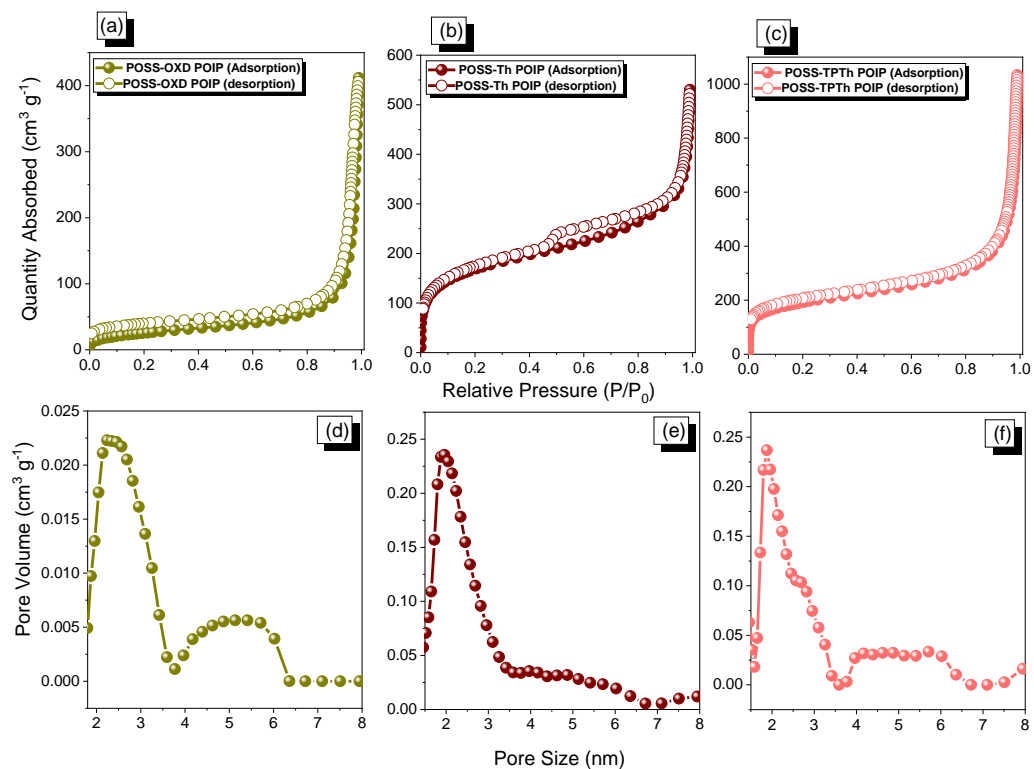 (a)
POSS-OXD POIP (Adsorption)
POSS-OXD POIP (desorption)
400
300
200
100
0
0.0 0.2 0.4 0.6 0.8 1.0
Quantity Absorbed (cm³ g⁻¹)
(b)
POSS-Th POIP (Adsorption)
POSS-Th POIP (desorption)
600
500
400
300
200
100
0
0.0 0.2 0.4 0.6 0.8 1.0
Relative Pressure (P/P₀)
(c)
POSS-TPTh POIP (Adsorption)
POSS-TPTh POIP (desorption)
1000
800
600
400
200
0
0.0 0.2 0.4 0.6 0.8 1.0
(d)
0.025
0.020
0.015
0.010
0.005
0.000
2 3 4 5 6 7 8
Pore Volume (cm³ g⁻¹)
(e)
0.25
0.20
0.15
0.10
0.05
0.00
2 3 4 5 6 7 8
Pore Size (nm)
(f)
0.25
0.20
0.15
0.10
0.05
0.00
2 3 4 5 6 7 8